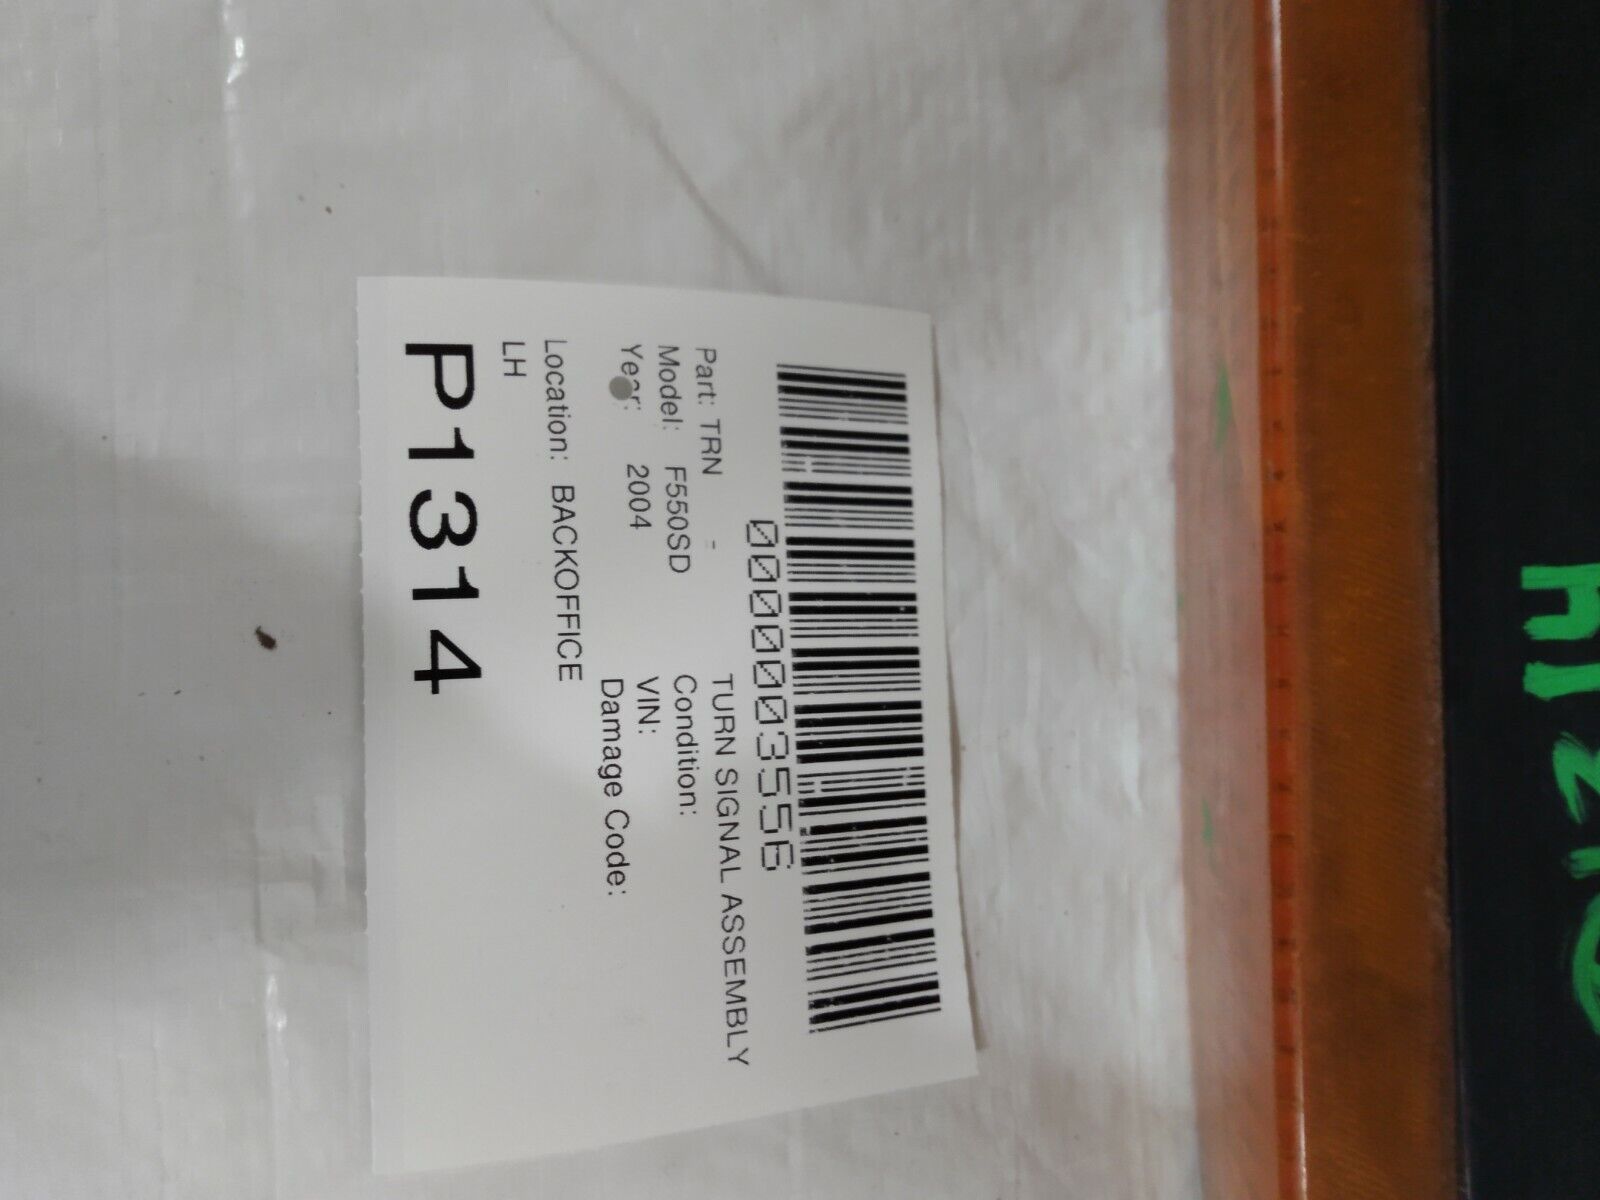 0000003556
Part: TRN - TURN SIGNAL ASSEMBLY
Model: F550SD Condition:
Year: 2004 VIN:
Damage Code:
Location: BACKOFFICE
LH
P1314